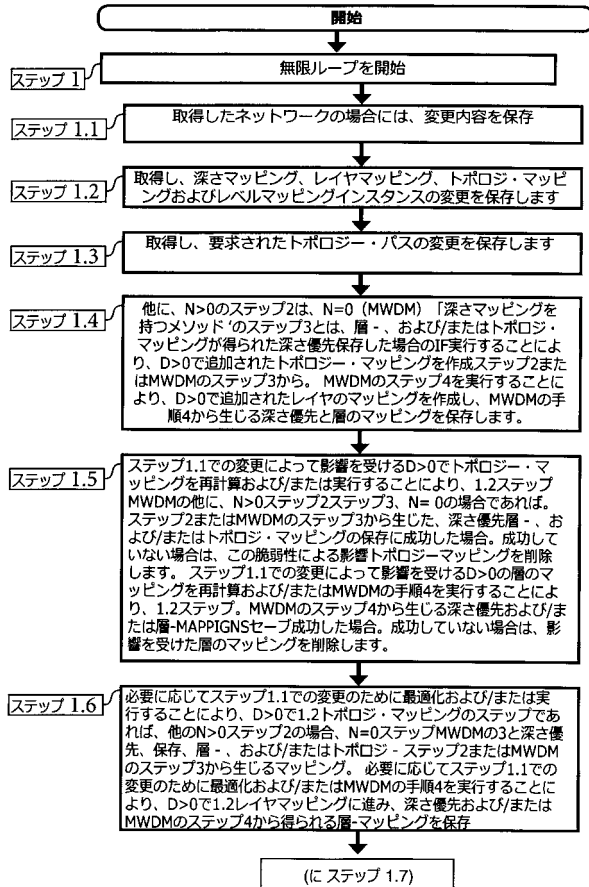 開始
ステップ 1
無限ループを開始
ステップ 1.1
取得したネットワークの場合には、変更内容を保存
ステップ 1.2
取得し、深さマッピング、レイヤマッピング、トポロジ・マッピ
ングおよびレベルマッピングインスタンスの変更を保存します
ステップ 1.3
取得し、要求されたトポロジー・パスの変更を保存します
ステップ 1.4
他に、N>0のステップ2は、N=0（MWDM）「深さマッピングを
持つメソッド 'のステップ3とは、層 - 、および/またはトポロジ・
マッピングが得られた深さ優先保存した場合のIF実行することによ
り、D>0で追加されたトポロジー・マッピングを作成ステップ2また
はMWDMのステップ3から。 MWDMのステップ4を実行することに
より、D>0で追加されたレイヤのマッピングを作成し、MWDMの手
順4から生じる深さ優先と層のマッピングを保存します。
ステップ 1.5
ステップ1.1での変更によって影響を受けるD>0でトポロジー・マ
ッピングを再計算および/または実行することにより、1.2ステップ
MWDMの他に、N>0ステップ2ステップ3、N= 0の場合であれば。
ステップ2またはMWDMのステップ3から生じた、深さ優先層 - 、お
よび/またはトポロジ・マッピングの保存に成功した場合。成功して
いない場合は、この脆弱性による影響トポロジーマッピングを削除
します。 ステップ1.1での変更によって影響を受けるD>0の層のマッ
ピングを再計算および/またはMWDMの手順4を実行することによ
り、1.2ステップ。MWDMのステップ4から生じる深さ優先および/ま
たは層-MAPPIGNSセーブ成功した場合。成功していない場合は、影
響を受けた層のマッピングを削除します。
ステップ 1.6
必要に応じてステップ1.1での変更のために最適化および/または実
行することにより、D>0で1.2トポロジ・マッピングのステップであ
れば、他のN>0ステップ2の場合、N=0ステップMWDMの3と深さ優
先、保存、層 - 、および/またはトポロジ - ステップ2またはMWDM
のステップ3から生じるマッピング。 必要に応じてステップ1.1での
変更のために最適化および/またはMWDMの手順4を実行することに
より、D>0で1.2レイヤマッピングに進み、深さ優先および/または
MWDMのステップ4から得られる層-マッピングを保存
(に ステップ 1.7)